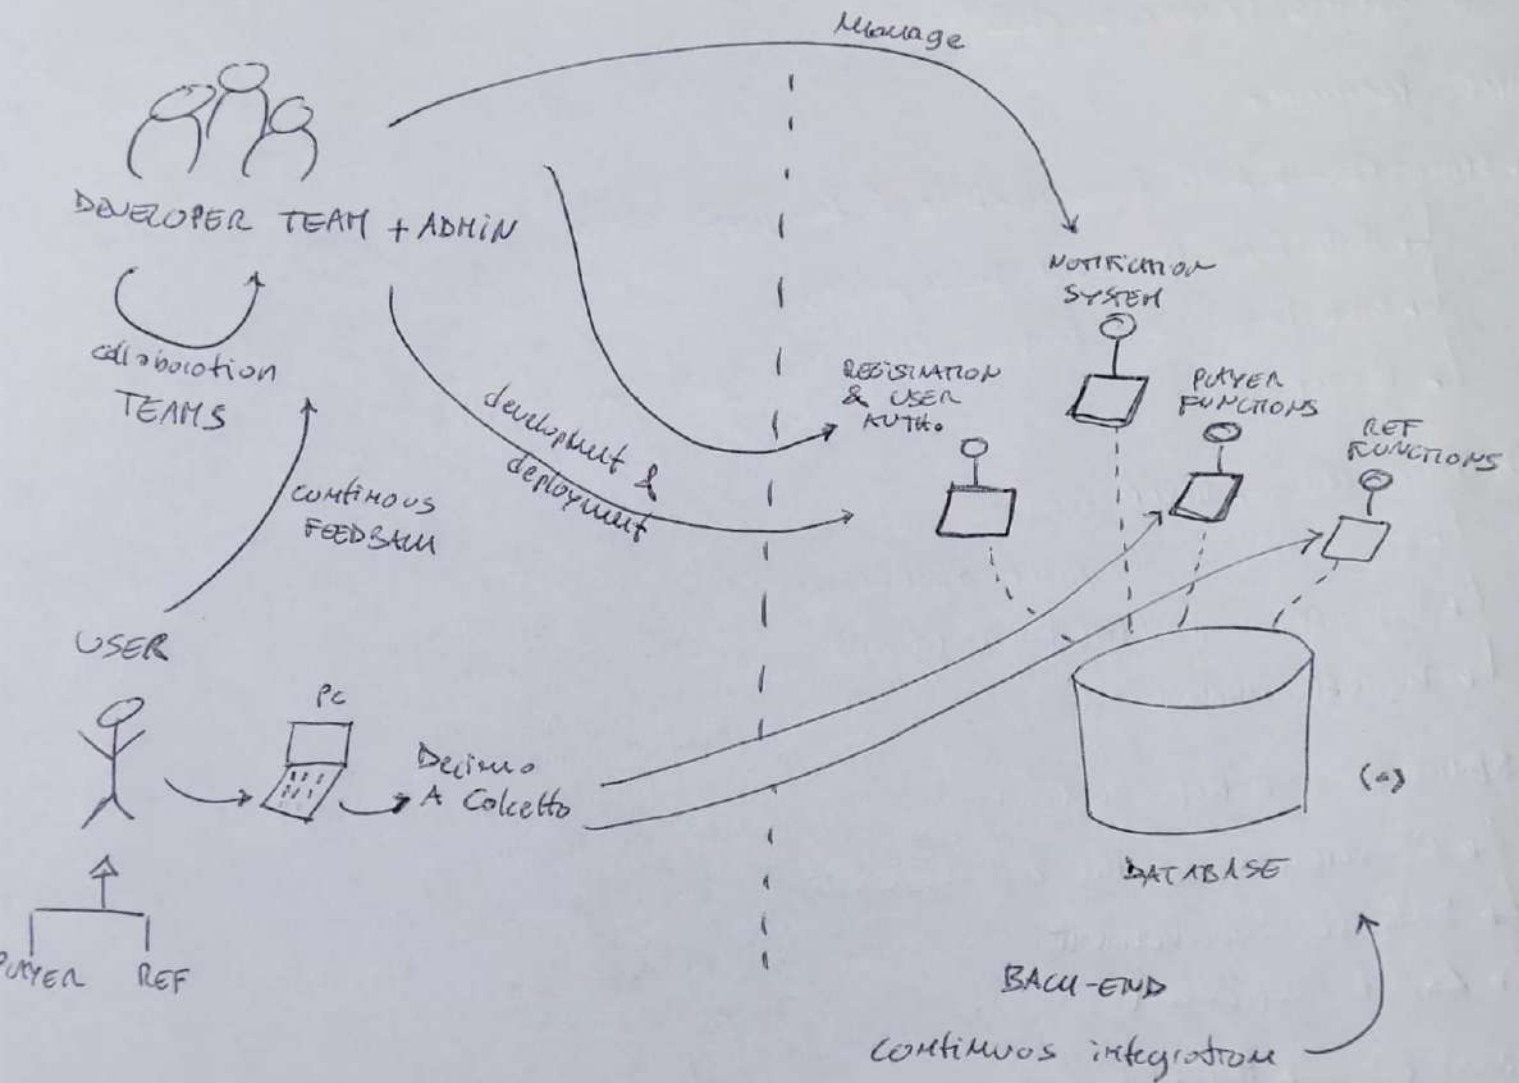 Manage
DEVELOPER TEAM + ADMIN
collaboration
TEAMS
NOTIFICATION
SYSTEM
REGISTRATION
& USER
AUTH.
PLAYER
FUNCTIONS
REF
FUNCTIONS
development &
deployment
CONTINOUS
FEEDBACK
USER
PC
Decimo
A Calcetto
PLAYER REF
DATABASE
BACK-END
CONTINUOS integration